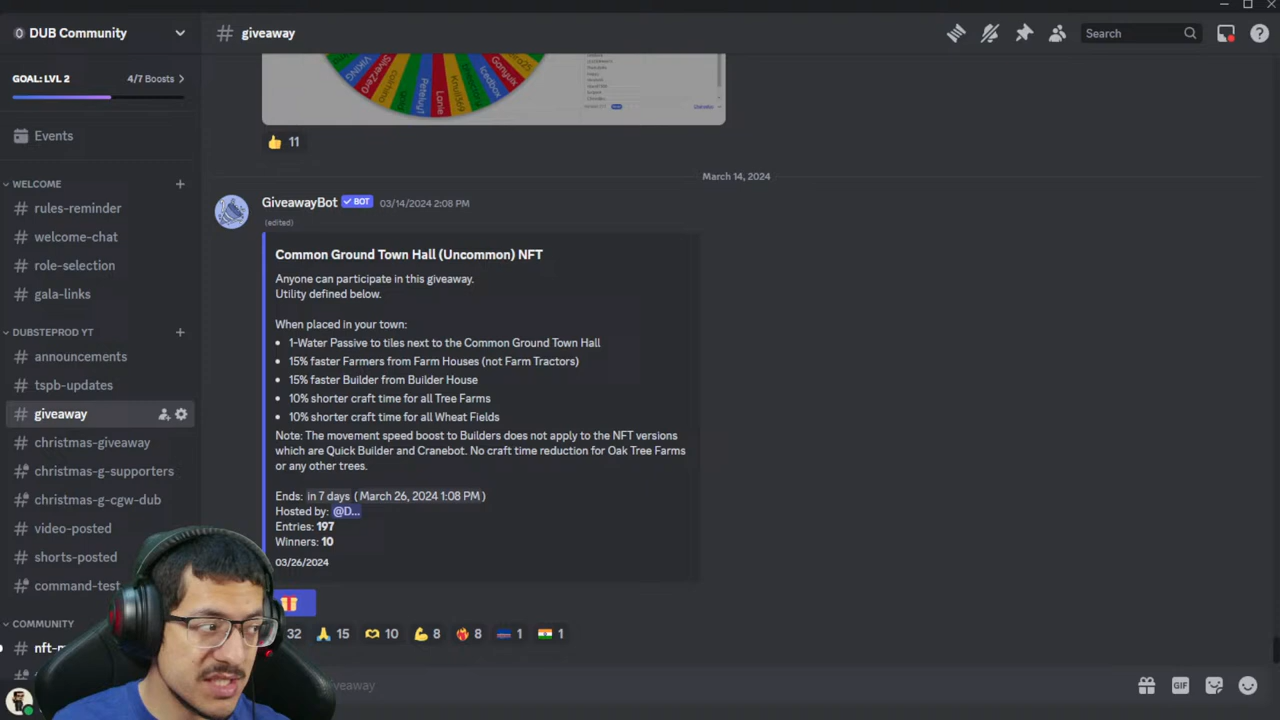 DUB Community
# giveaway
Search
GOAL: LVL 2
4/7 Boosts
Events
WELCOME
# rules-reminder
# welcome-chat
# role-selection
# gala-links
DUBSTEPROD YT
# announcements
# tspb-updates
# giveaway
# christmas-giveaway
# christmas-g-supporters
# christmas-g-cgw-dub
# video-posted
# shorts-posted
# command-test
COMMUNITY
VIKING
SilverZer0
Lanie
Knult369
Icedbox
Gonyuix
11
March 14, 2024
GiveawayBot ✓ BOT 03/14/2024 2:08 PM
(edited)
Common Ground Town Hall (Uncommon) NFT
Anyone can participate in this giveaway.
Utility defined below.
When placed in your town:
• 1-Water Passive to tiles next to the Common Ground Town Hall
• 15% faster Farmers from Farm Houses (not Farm Tractors)
• 15% faster Builder from Builder House
• 10% shorter craft time for all Tree Farms
• 10% shorter craft time for all Wheat Fields
Note: The movement speed boost to Builders does not apply to the NFT versions
which are Quick Builder and Cranebot. No craft time reduction for Oak Tree Farms
or any other trees.
Ends: in 7 days (March 26, 2024 1:08 PM)
Hosted by: @D...
Entries: 197
Winners: 10
03/26/2024
32 15 10 8 8 1 1
giveaway
GIF